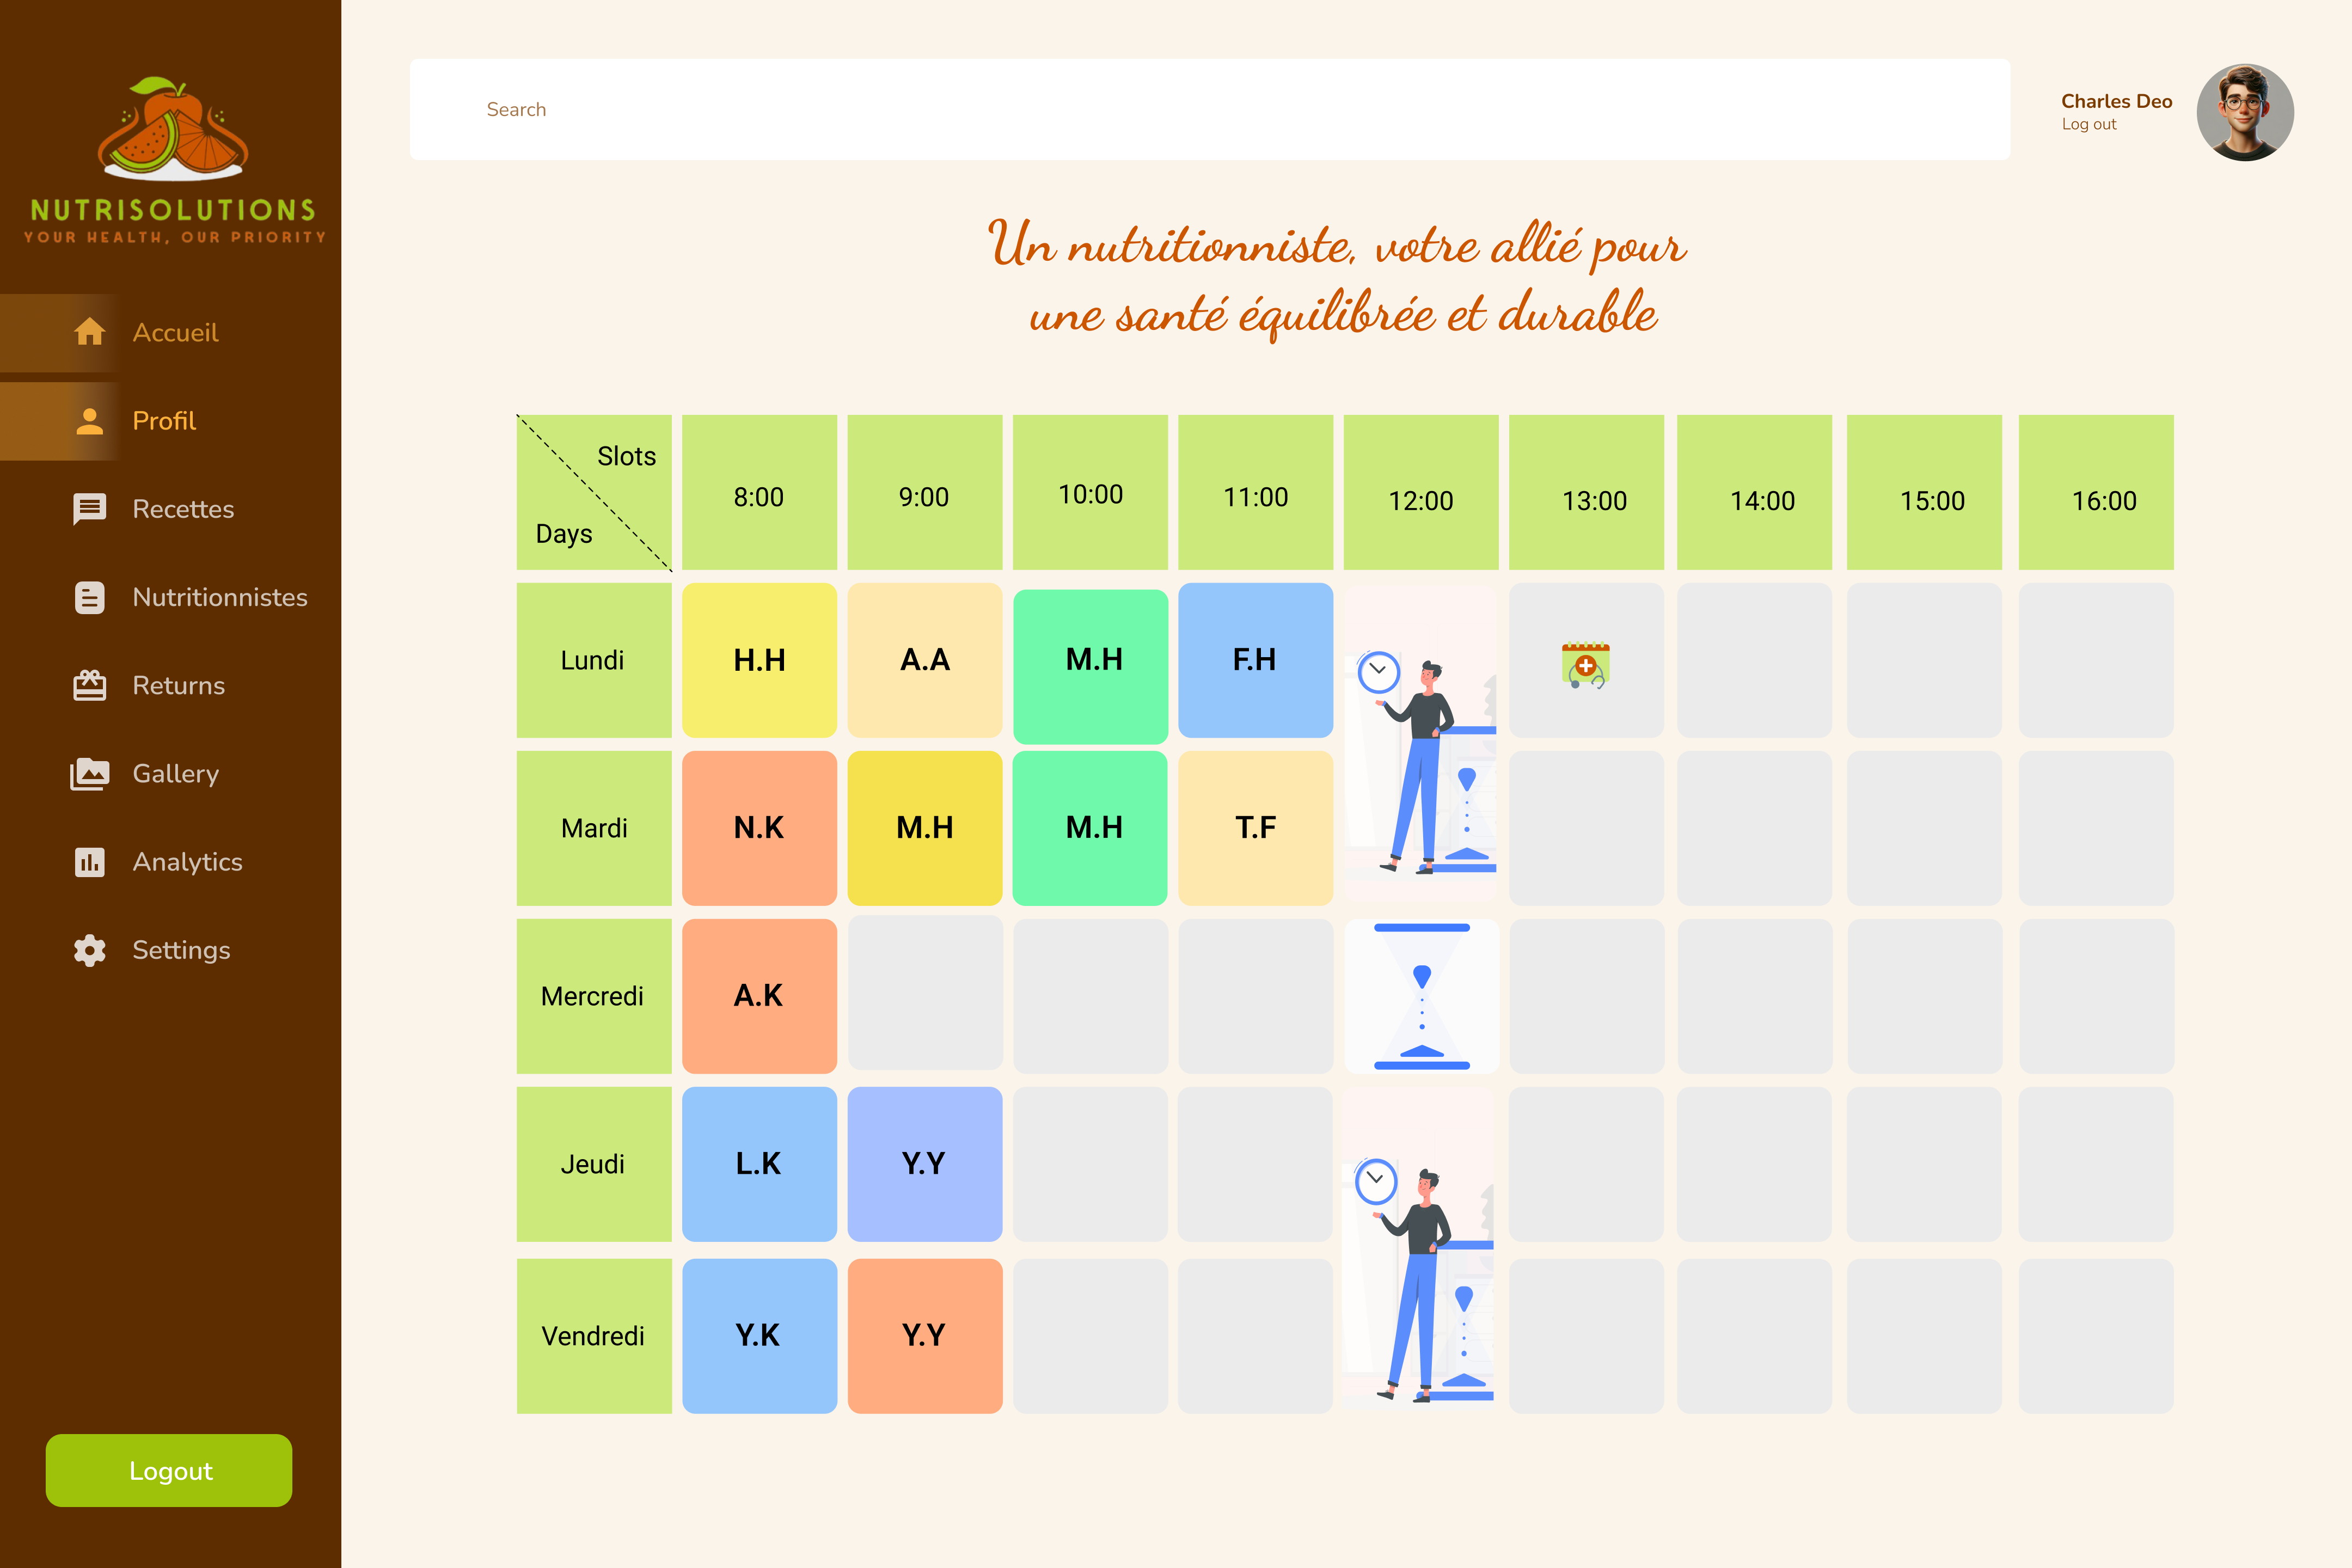 NUTRISOLUTIONS
YOUR HEALTH, OUR PRIORITY
Accueil
Profil
Recettes
Nutritionnistes
Returns
Gallery
Analytics
Settings
Logout
Search
Charles Deo
Log out
Un nutritionniste, votre allié pour
une santé équilibrée et durable
Slots
Days
8:00 9:00 10:00 11:00 12:00 13:00 14:00 15:00 16:00
Lundi H.H A.A M.H F.H
Mardi N.K M.H M.H T.F
Mercredi A.K
Jeudi L.K Y.Y
Vendredi Y.K Y.Y